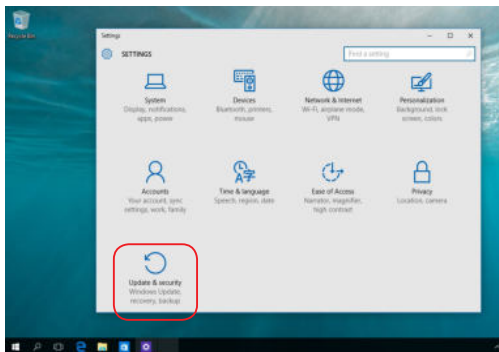 Recycle Bin
Settings
SETTINGS
Find a setting
System
Display, notifications,
apps, power
Devices
Bluetooth, printers,
mouse
Network & Internet
Wi-Fi, airplane mode,
VPN
Personalization
Background, lock
screen, colors
Accounts
Your account, sync
settings, work, family
Time & language
Speech, region, date
Ease of Access
Narrator, magnifier,
high contrast
Privacy
Location, camera
Update & security
Windows Update,
recovery, backup